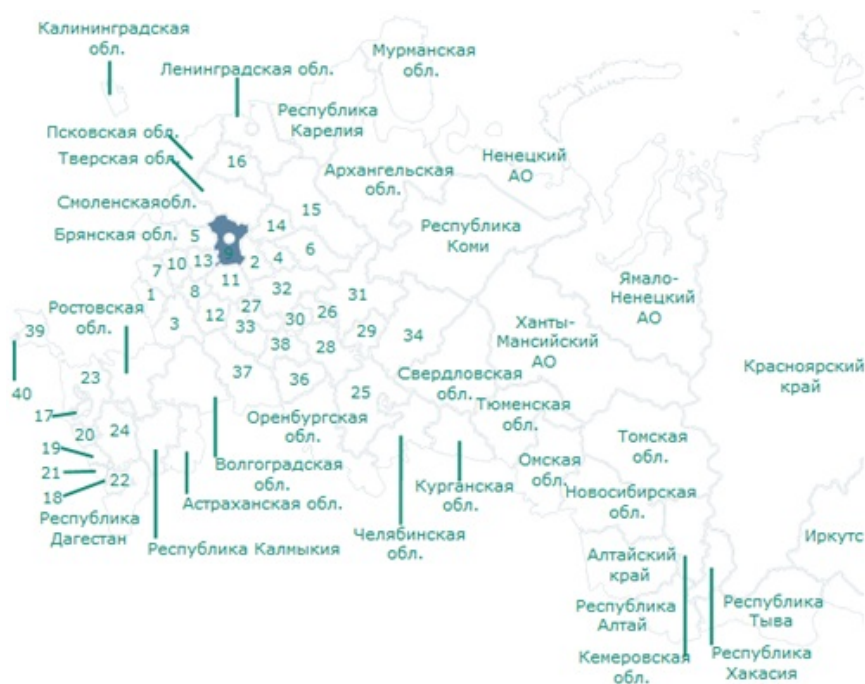 Калининградская
обл.
Мурманская
обл.
Ленинградская обл.
Республика
Карелия
Псковская обл.
Тверская обл.
16
Архангельская
обл.
Ненецкий
АО
Смоленскаяобл.
15
14
Республика
Коми
Брянская обл.
5
6
9
7
10
13
2
4
11
Ямало-
Ненецкий
АО
1
8
32
31
Ростовская
обл.
39
3
12
27
33
30
26
29
34
Ханты-
Мансийский
АО
38
28
Красноярский
край
40
23
37
36
25
Свердловская
обл.
17
Оренбургская
обл.
Тюменская
обл.
20
24
Томская
обл.
19
21
18
22
Волгоградская
обл.
Омская
обл.
Курганская
обл.
Новосибирская
обл.
Астраханская обл.
Республика
Дагестан
Республика Калмыкия
Челябинская
обл.
Иркутс
Алтайский
край
Республика
Алтай
Республика
Тыва
Кемеровская
обл.
Республика
Хакасия